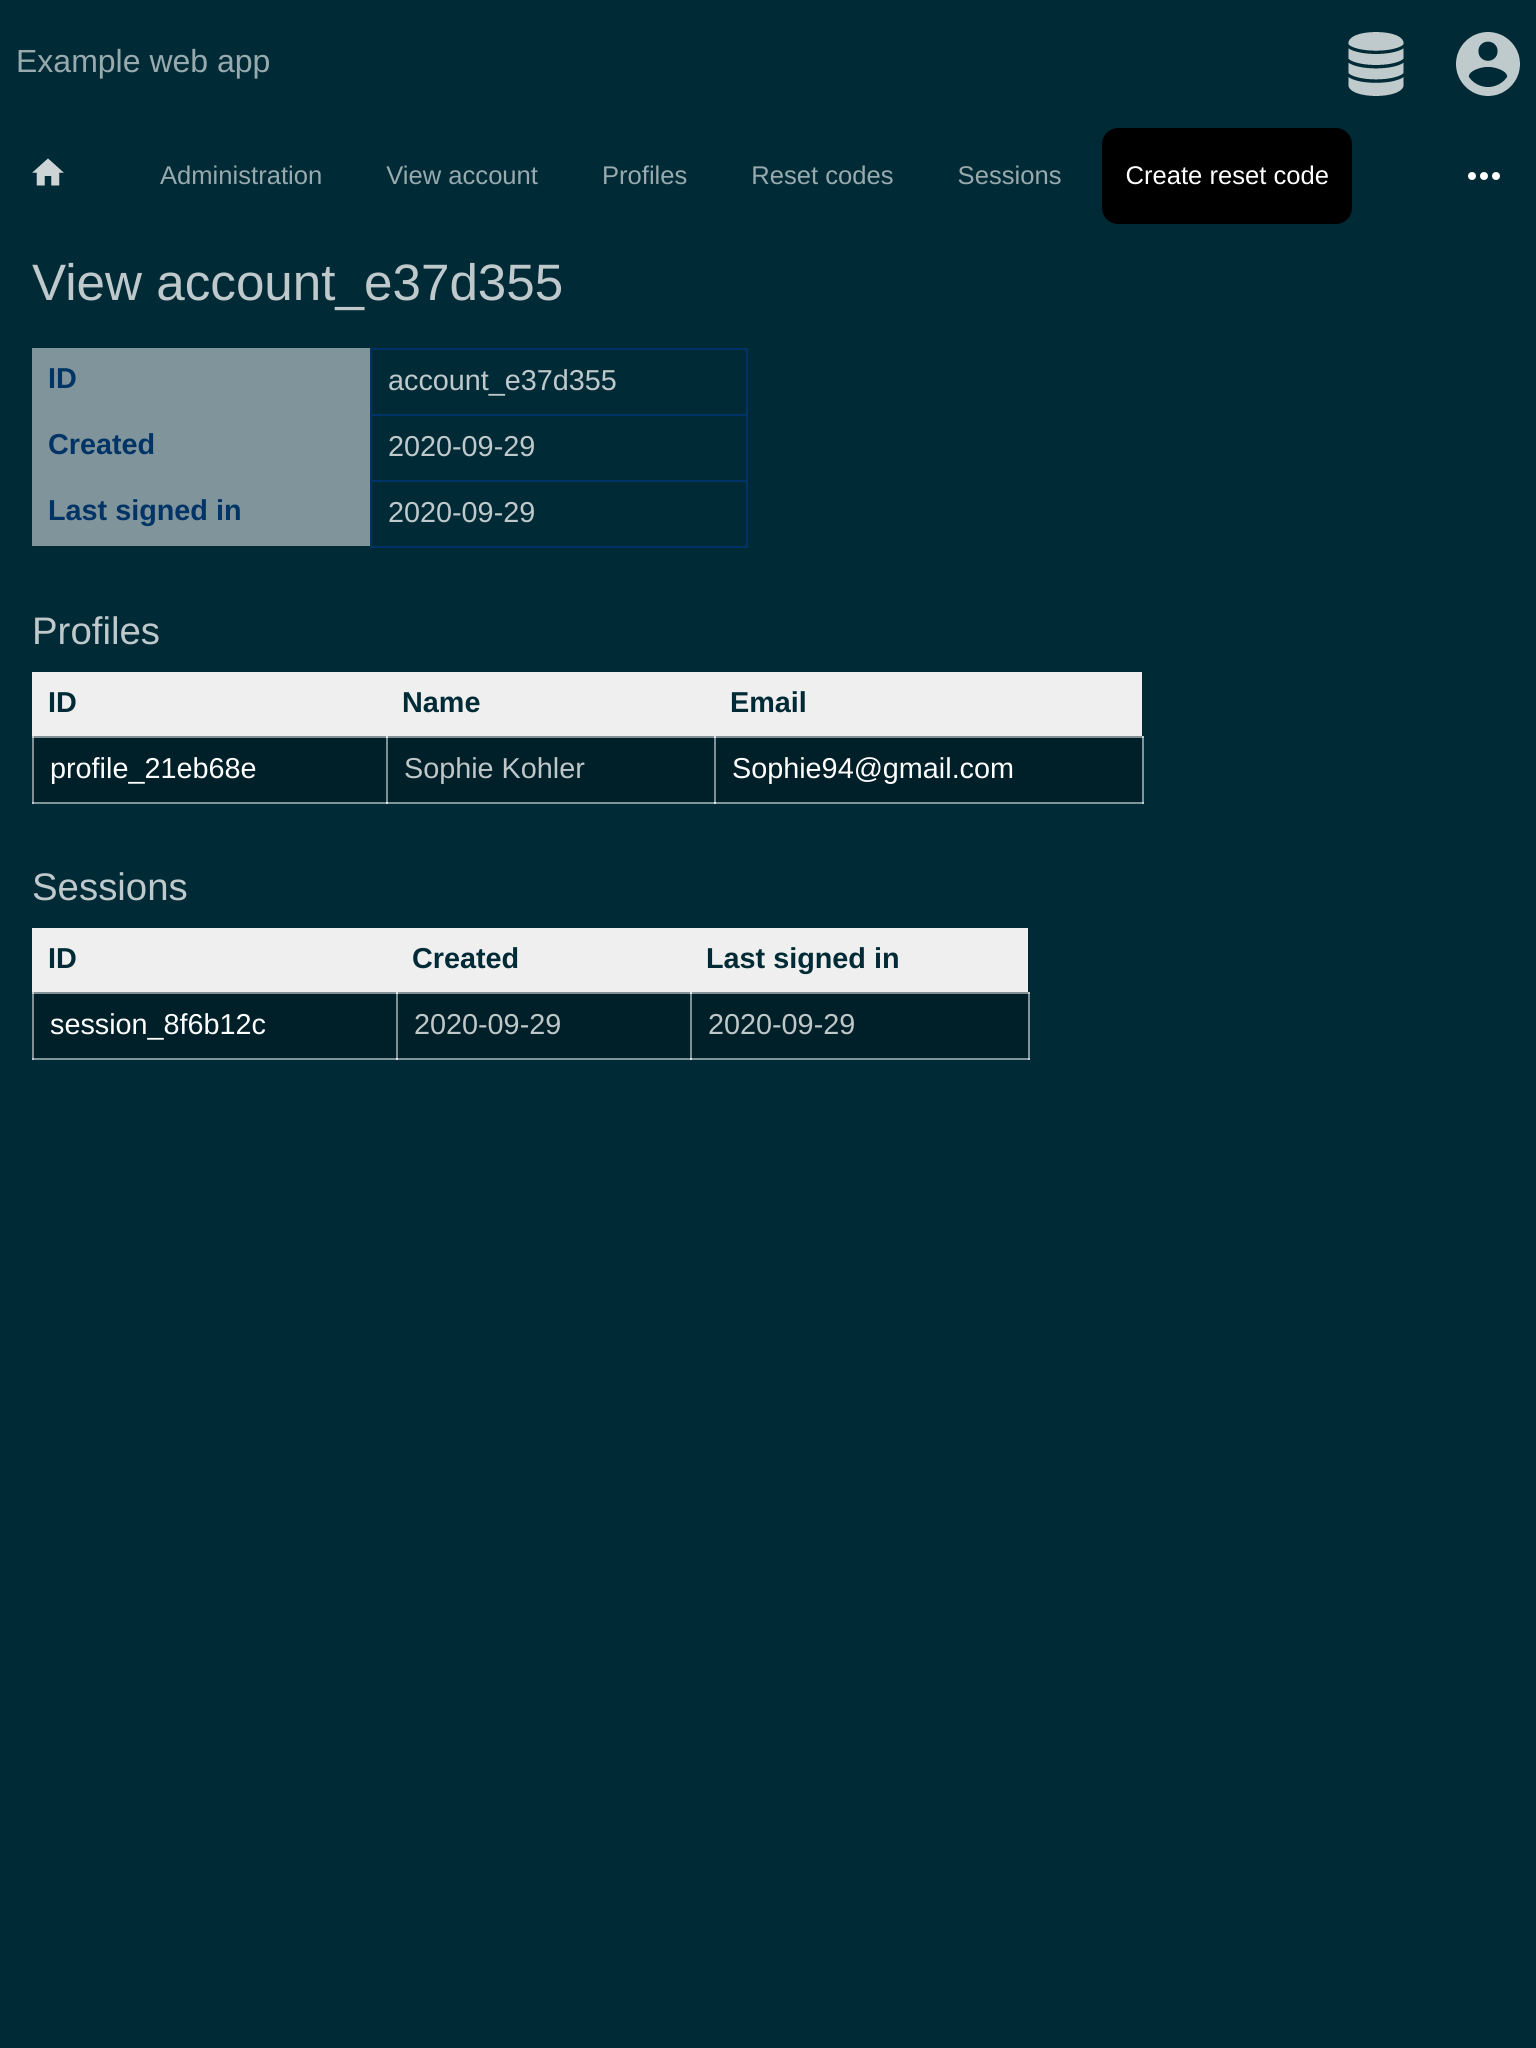 Example web app
Administration View account Profiles Reset codes Sessions Create reset code
View account_e37d355
ID account_e37d355
Created 2020-09-29
Last signed in 2020-09-29
Profiles
ID Name Email
profile_21eb68e Sophie Kohler Sophie94@gmail.com
Sessions
ID Created Last signed in
session_8f6b12c 2020-09-29 2020-09-29